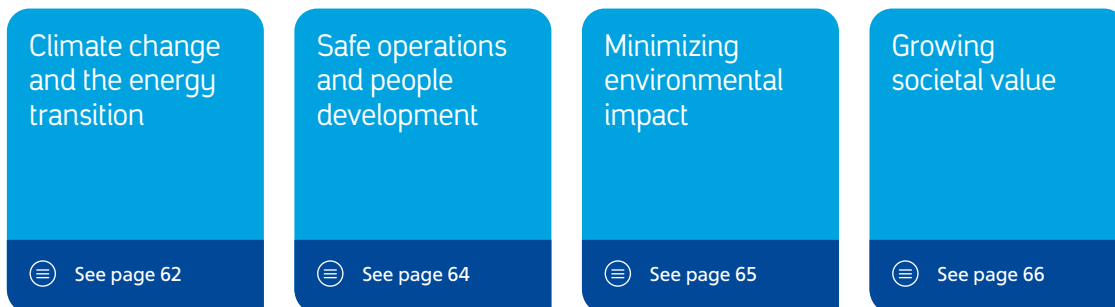 Climate change
and the energy
transition
See page 62
Safe operations
and people
development
See page 64
Minimizing
environmental
impact
See page 65
Growing
societal value
See page 66